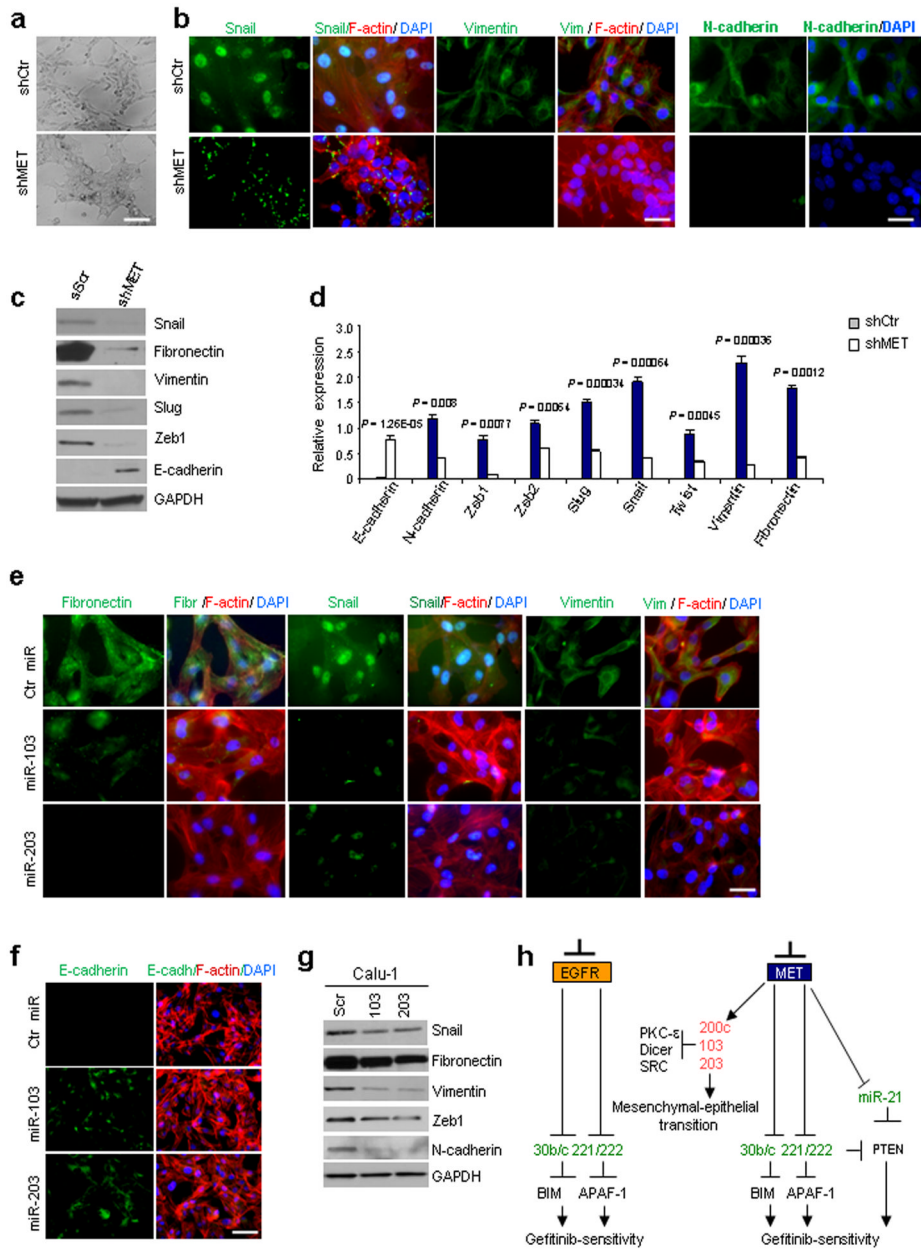 a
shCtr
shMET
b
Snail
Snail/F-actin/ DAPI
Vimentin
Vim / F-actin/ DAPI
N-cadherin
N-cadherin/DAPI
shCtr
shMET
c
siScr
shMET
Snail
Fibronectin
Vimentin
Slug
Zeb1
E-cadherin
GAPDH
d
shCtr
shMET
Relative expression
3.0
2.5
2.0
1.5
1.0
0.5
0
P = 1.26E-05
P = 0.008
P = 0.0077
P = 0.0054
P = 0.00034
P = 0.00064
P = 0.0045
P = 0.00036
P = 0.0012
E-cadherin
N-cadherin
Zeb1
Zeb2
Slug
Snail
Twist
Vimentin
Fibronectin
e
Fibronectin
Fibr /F-actin/ DAPI
Snail
Snail/F-actin/ DAPI
Vimentin
Vim / F-actin/ DAPI
Ctr miR
miR-103
miR-203
f
E-cadherin
E-cadh/F-actin/DAPI
Ctr miR
miR-103
miR-203
g
Calu-1
Scr
103
203
Snail
Fibronectin
Vimentin
Zeb1
N-cadherin
GAPDH
h
EGFR
MET
PKC-ε
Dicer
SRC
200c
103
203
Mesenchymal-epithelial
transition
miR-21
30b/c 221/222
30b/c 221/222
PTEN
BIM APAF-1
BIM APAF-1
Gefitinib-sensitivity
Gefitinib-sensitivity